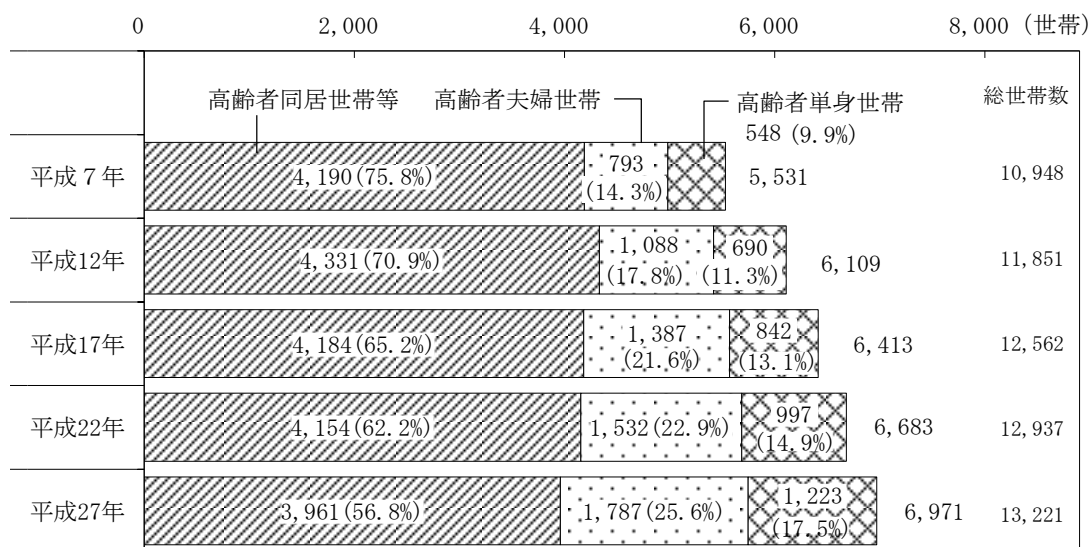 0 2,000 4,000 6,000 8,000 (世帯)
高齢者同居世帯等 高齢者夫婦世帯 高齢者単身世帯 総世帯数
548 (9.9%)
平成7年 4,190(75.8%) 793 (14.3%) 5,531 10,948
平成12年 4,331(70.9%) 1,088 (17.8%) 690 (11.3%) 6,109 11,851
平成17年 4,184(65.2%) 1,387 (21.6%) 842 (13.1%) 6,413 12,562
平成22年 4,154(62.2%) 1,532(22.9%) 997 (14.9%) 6,683 12,937
平成27年 3,961(56.8%) 1,787(25.6%) 1,223 (17.5%) 6,971 13,221